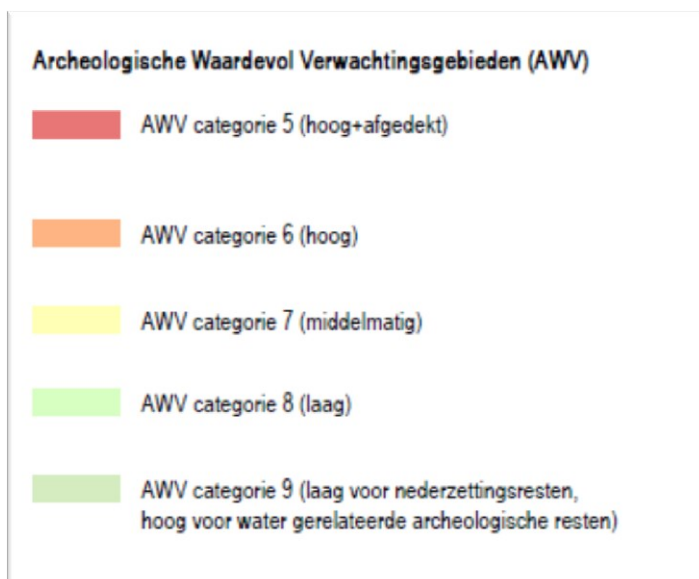 Archeologische Waardevol Verwachtingsgebieden (AWV)
AWV categorie 5 (hoog+afgedekt)
AWV categorie 6 (hoog)
AWV categorie 7 (middelmatig)
AWV categorie 8 (laag)
AWV categorie 9 (laag voor nederzettingsresten,
hoog voor water gerelateerde archeologische resten)